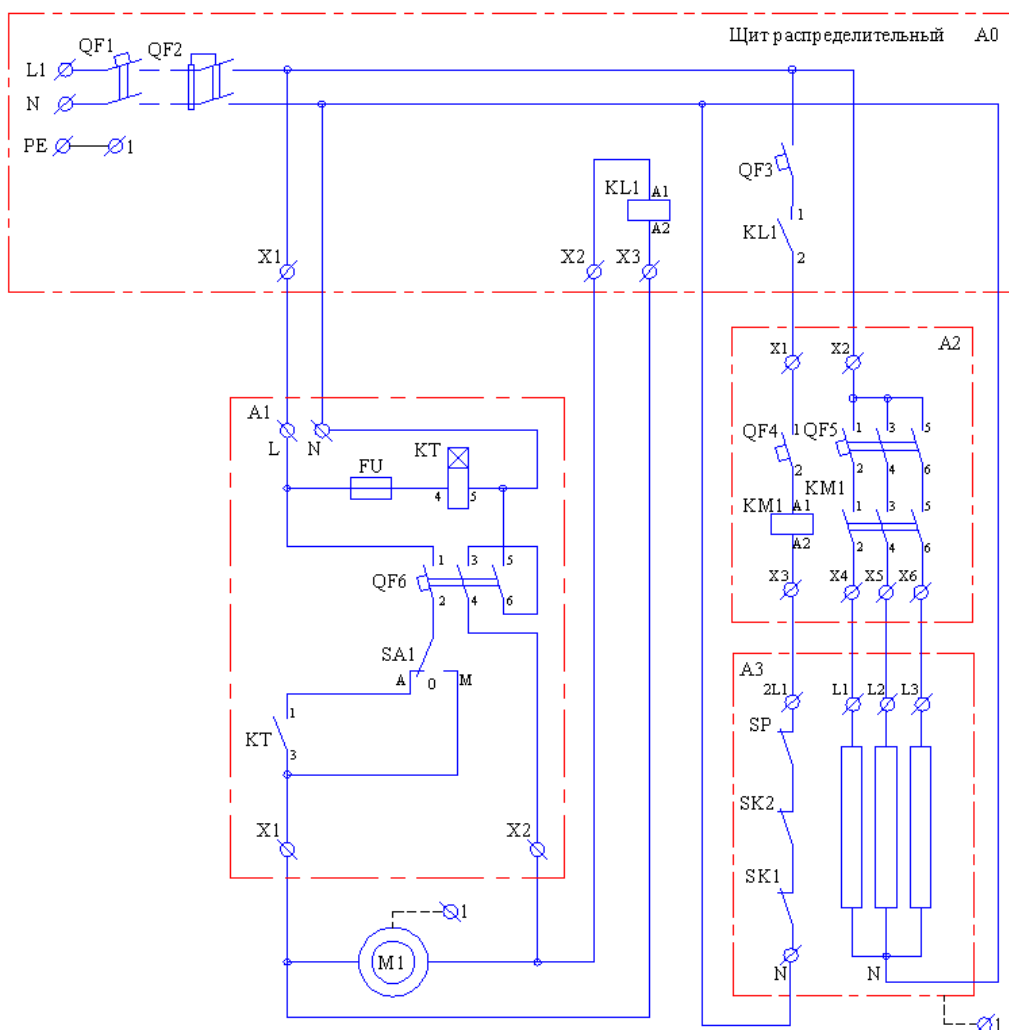 Щит распределительный A0
QF1 QF2
L1
N
PE 1
QF3
KL1 A1
A2
1
KL1
2
X1 X2 X3
X1 X2 A2
A1
L N KT
FU
4 5
QF4 1 QF5 1 3 5
2 2 4 6
KM1
KM1 A1 1 3 5
A2 2 4 6
1 3 5
QF6
2 4 6
X3 X4 X5 X6
SA1
A 0 M
A3
2L1 L1 L2 L3
1
KT
3
SP
SK2
X1 X2
SK1
1
M1
N N
1